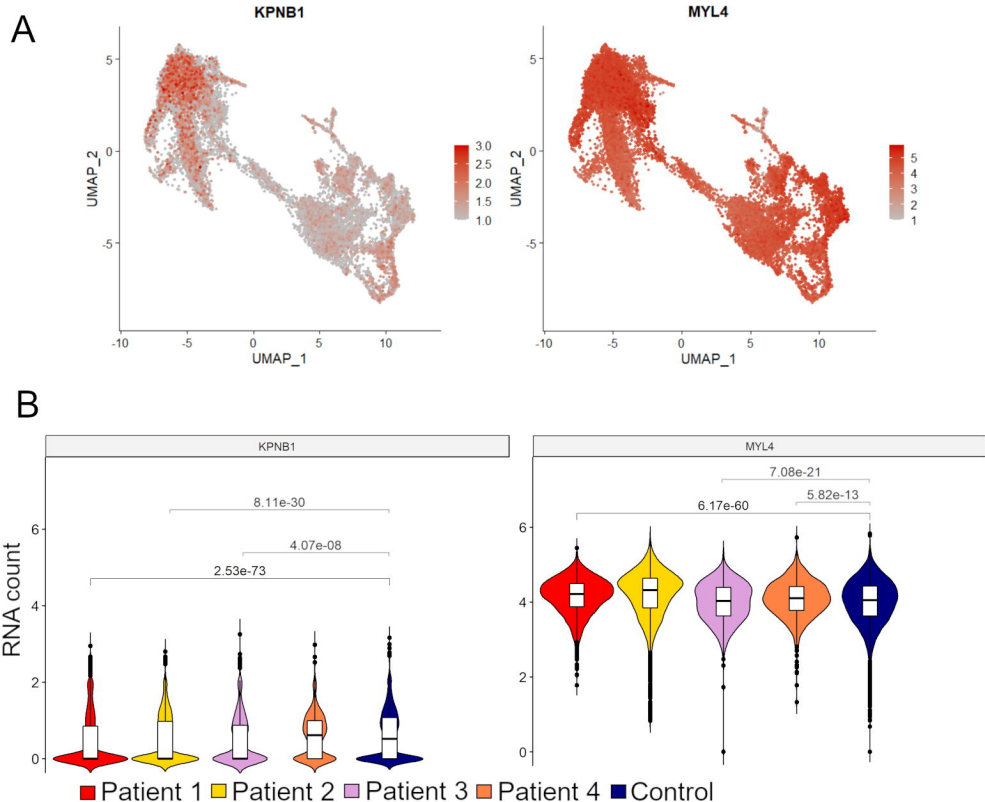 A
KPNB1
MYL4
UMAP_2
5
0
-5
-10
-5
0
5
10
UMAP_1
3.0
2.5
2.0
1.5
1.0
UMAP_2
5
0
-5
-10
-5
0
5
10
UMAP_1
5
4
3
2
1
B
KPNB1
RNA count
6
4
2
0
8.11e-30
4.07e-08
2.53e-73
MYL4
6
4
2
0
7.08e-21
5.82e-13
6.17e-60
Patient 1 Patient 2 Patient 3 Patient 4 Control